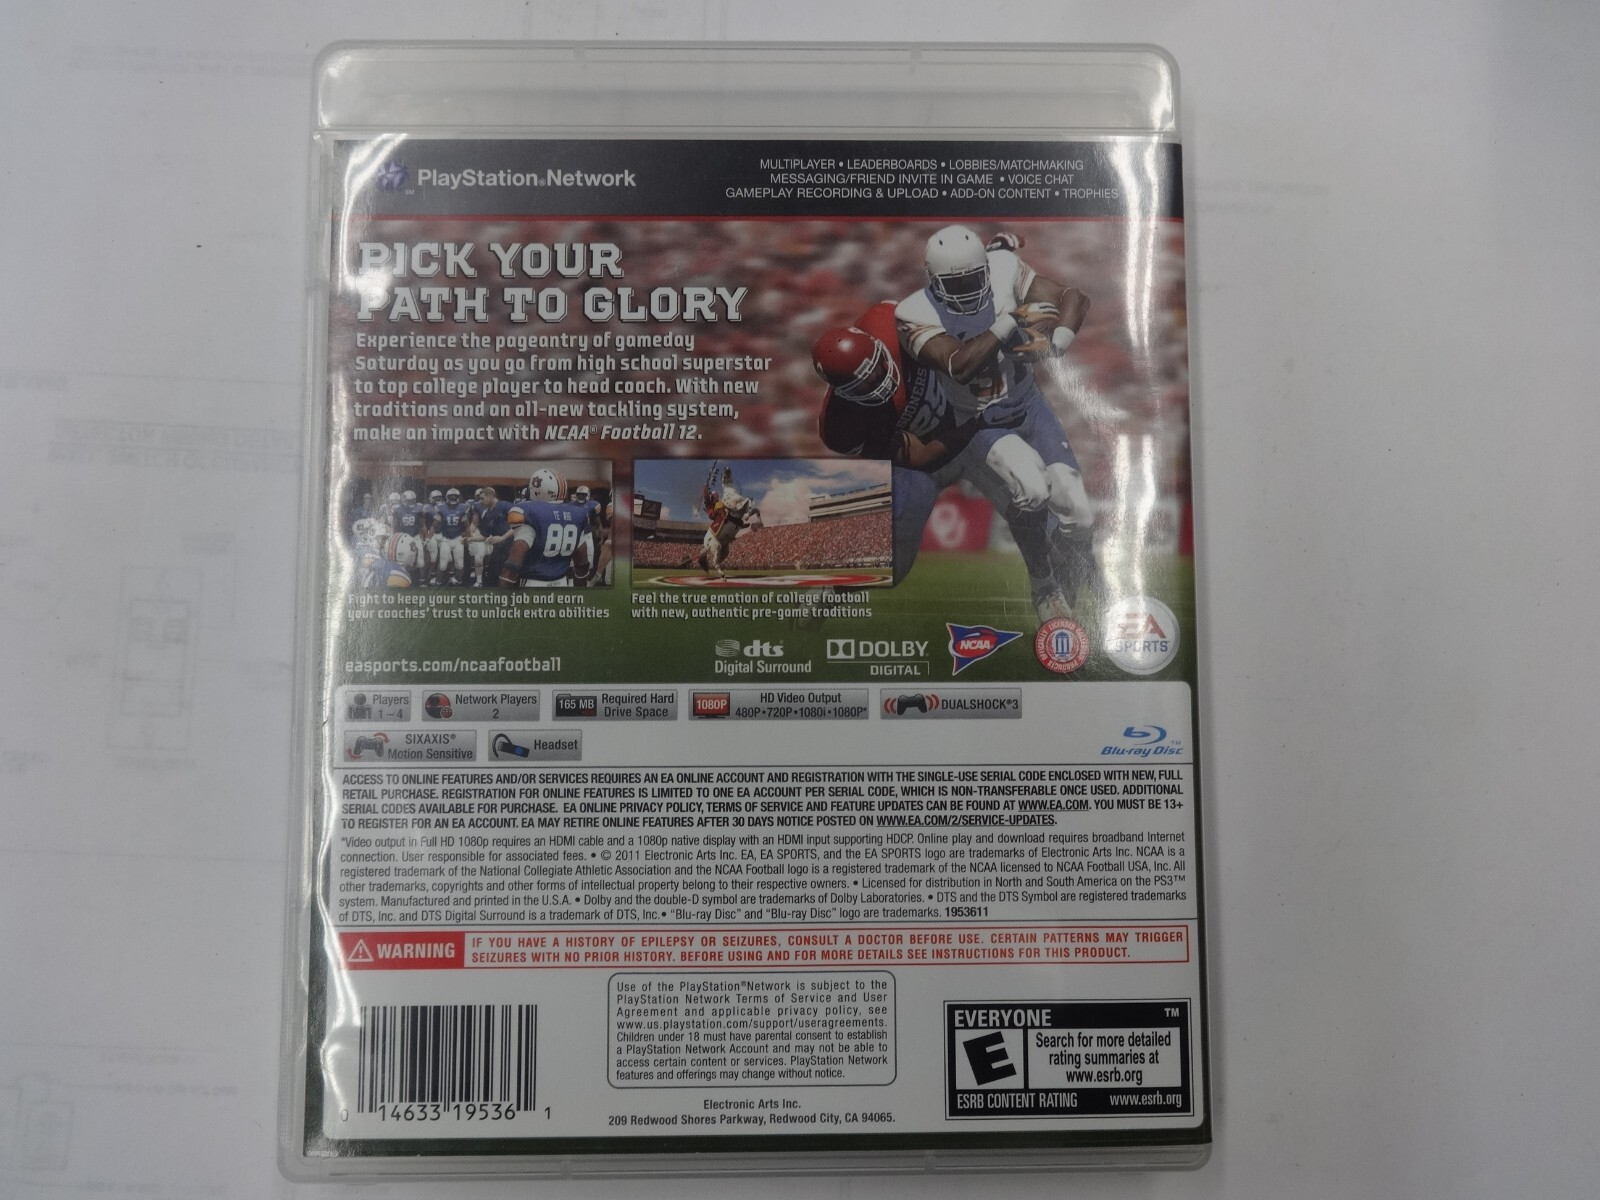 PlayStation®Network
MULTIPLAYER • LEADERBOARDS • LOBBIES/MATCHMAKING
MESSAGING/FRIEND INVITE IN GAME • VOICE CHAT
GAMEPLAY RECORDING & UPLOAD • ADD-ON CONTENT • TROPHIES
PICK YOUR
PATH TO GLORY
Experience the pageantry of gameday
Saturday as you go from high school superstar
to top college player to head coach. With new
traditions and an all-new tackling system,
make an impact with NCAA® Football 12.
SOONERS
88
Fight to keep your starting job and earn
your coaches' trust to unlock extra abilities
Feel the true emotion of college football
with new, authentic pre-game traditions
easports.com/ncaafootball
dts
Digital Surround
DOLBY
DIGITAL
NCAA
EA
SPORTS
Players
1 – 4
Network Players
2
165 MB
Required Hard
Drive Space
1080P
HD Video Output
480P•720P•1080i•1080P*
DUALSHOCK®3
SIXAXIS®
Motion Sensitive
Headset
Blu-ray Disc™
ACCESS TO ONLINE FEATURES AND/OR SERVICES REQUIRES AN EA ONLINE ACCOUNT AND REGISTRATION WITH THE SINGLE-USE SERIAL CODE ENCLOSED WITH NEW, FULL
RETAIL PURCHASE. REGISTRATION FOR ONLINE FEATURES IS LIMITED TO ONE EA ACCOUNT PER SERIAL CODE, WHICH IS NON-TRANSFERABLE ONCE USED. ADDITIONAL
SERIAL CODES AVAILABLE FOR PURCHASE. EA ONLINE PRIVACY POLICY, TERMS OF SERVICE AND FEATURE UPDATES CAN BE FOUND AT WWW.EA.COM. YOU MUST BE 13+
TO REGISTER FOR AN EA ACCOUNT. EA MAY RETIRE ONLINE FEATURES AFTER 30 DAYS NOTICE POSTED ON WWW.EA.COM/2/SERVICE-UPDATES.
*Video output in Full HD 1080p requires an HDMI cable and a 1080p native display with an HDMI input supporting HDCP. Online play and download requires broadband Internet
connection. User responsible for associated fees. • © 2011 Electronic Arts Inc. EA, EA SPORTS, and the EA SPORTS logo are trademarks of Electronic Arts Inc. NCAA is a
registered trademark of the National Collegiate Athletic Association and the NCAA Football logo is a registered trademark of the NCAA licensed to NCAA Football USA, Inc. All
other trademarks, copyrights and other forms of intellectual property belong to their respective owners. • Licensed for distribution in North and South America on the PS3™
system. Manufactured and printed in the U.S.A. • Dolby and the double-D symbol are trademarks of Dolby Laboratories. • DTS and the DTS Symbol are registered trademarks
of DTS, Inc. and DTS Digital Surround is a trademark of DTS, Inc.• "Blu-ray Disc" and "Blu-ray Disc" logo are trademarks. 1953611
WARNING
IF YOU HAVE A HISTORY OF EPILEPSY OR SEIZURES, CONSULT A DOCTOR BEFORE USE. CERTAIN PATTERNS MAY TRIGGER
SEIZURES WITH NO PRIOR HISTORY. BEFORE USING AND FOR MORE DETAILS SEE INSTRUCTIONS FOR THIS PRODUCT.
Use of the PlayStation®Network is subject to the
PlayStation Network Terms of Service and User
Agreement and applicable privacy policy, see
www.us.playstation.com/support/useragreements.
Children under 18 must have parental consent to establish
a PlayStation Network Account and may not be able to
access certain content or services. PlayStation Network
features and offerings may change without notice.
Electronic Arts Inc.
209 Redwood Shores Parkway, Redwood City, CA 94065.
0 14633 19536 1
EVERYONE ™
E
Search for more detailed
rating summaries at
www.esrb.org
ESRB CONTENT RATING www.esrb.org